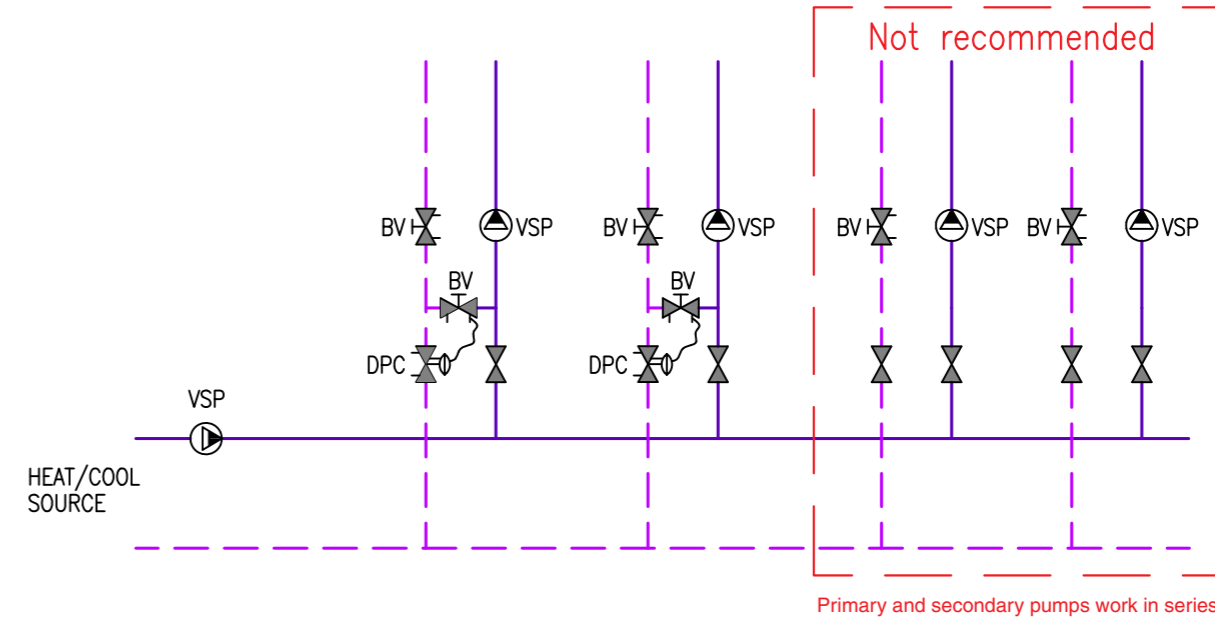 Not recommended
BV
VSP
BV
VSP
BV
VSP
BV
VSP
BV
BV
DPC
DPC
VSP
HEAT/COOL
SOURCE
Primary and secondary pumps work in series